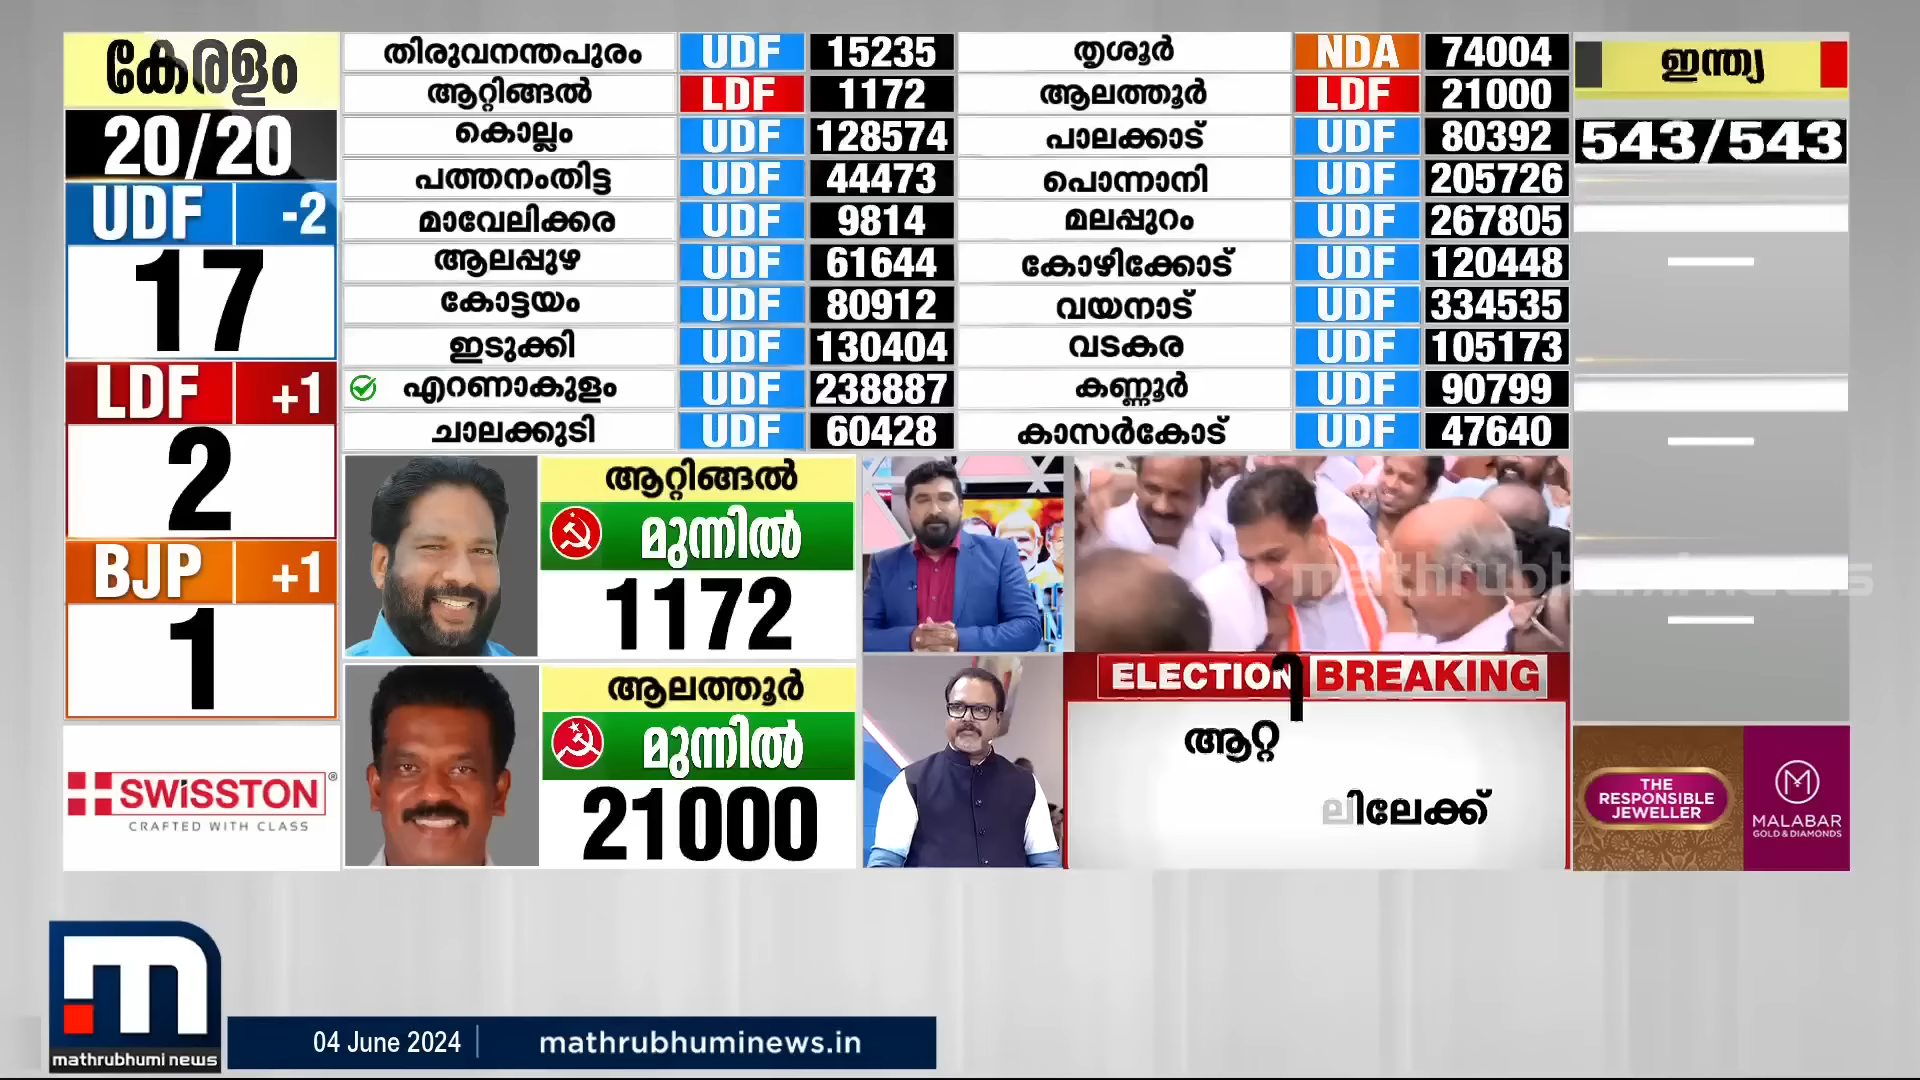 കേരളം
20/20
UDF -2
17
LDF +1
2
BJP +1
1
SWISSTON®
CRAFTED WITH CLASS
തിരുവനന്തപുരം UDF 15235
ആറ്റിങ്ങൽ LDF 1172
കൊല്ലം UDF 128574
പത്തനംതിട്ട UDF 44473
മാവേലിക്കര UDF 9814
ആലപ്പുഴ UDF 61644
കോട്ടയം UDF 80912
ഇടുക്കി UDF 130404
എറണാകുളം UDF 238887
ചാലക്കുടി UDF 60428
തൃശൂർ NDA 74004
ആലത്തൂർ LDF 21000
പാലക്കാട് UDF 80392
പൊന്നാനി UDF 205726
മലപ്പുറം UDF 267805
കോഴിക്കോട് UDF 120448
വയനാട് UDF 334535
വടകര UDF 105173
കണ്ണൂർ UDF 90799
കാസർകോട് UDF 47640
ആറ്റിങ്ങൽ
മുന്നിൽ
1172
ആലത്തൂർ
മുന്നിൽ
21000
mathrubhumi news
ELECTION BREAKING
ആറ്റ
ലിലേക്ക്
ഇന്ത്യ
543/543
THE
RESPONSIBLE
JEWELLER
MALABAR
GOLD & DIAMONDS
mathrubhumi news
04 June 2024
mathrubhuminews.in